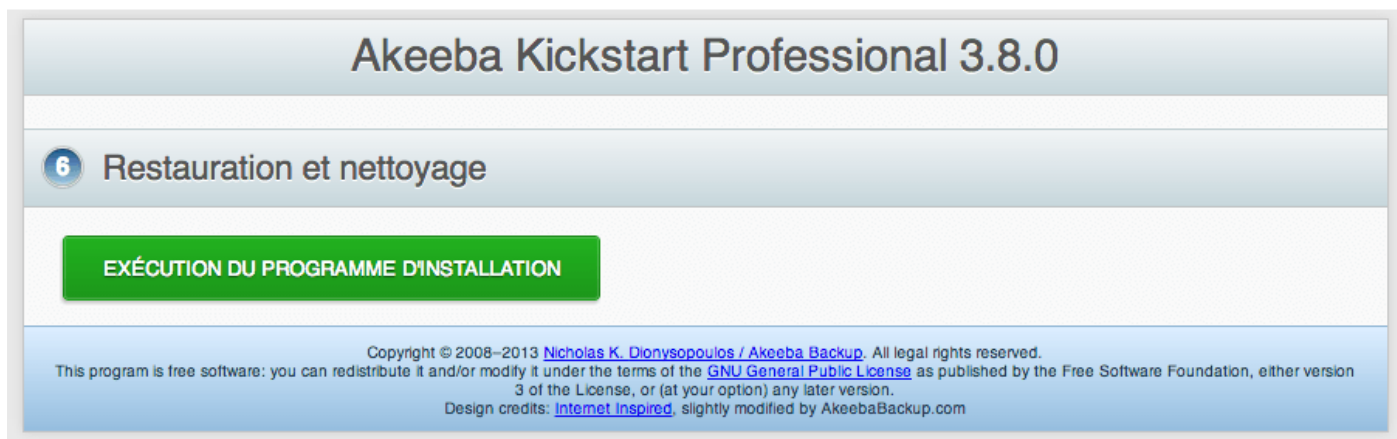 Akeeba Kickstart Professional 3.8.0
6 Restauration et nettoyage
EXÉCUTION DU PROGRAMME D'INSTALLATION
Copyright © 2008–2013 Nicholas K. Dionysopoulos / Akeeba Backup. All legal rights reserved.
This program is free software: you can redistribute it and/or modify it under the terms of the GNU General Public License as published by the Free Software Foundation, either version
3 of the License, or (at your option) any later version.
Design credits: Internet Inspired, slightly modified by AkeebaBackup.com